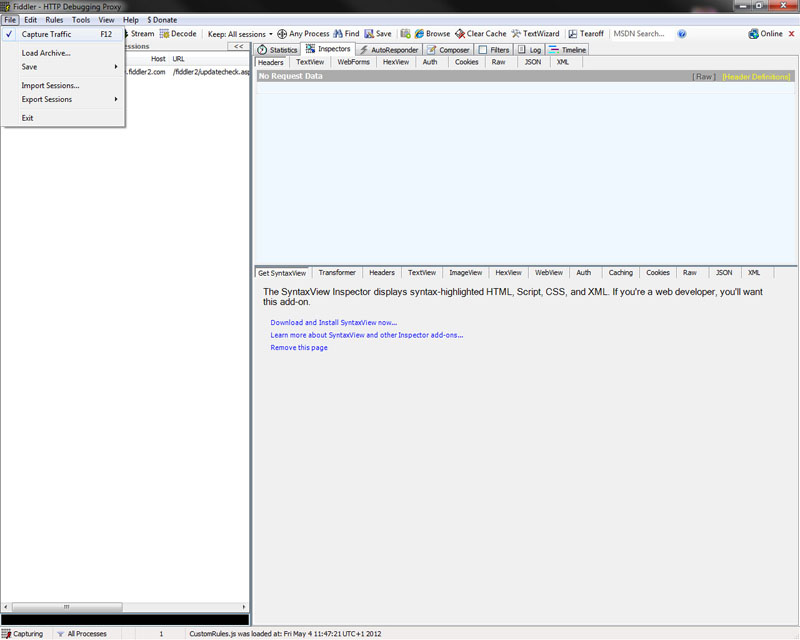 Fiddler - HTTP Debugging Proxy
File Edit Rules Tools View Help $ Donate
Stream Decode Keep: All sessions Any Process Find Save Browse Clear Cache TextWizard Tearoff MSDN Search... Online
Capture Traffic F12
Load Archive...
Save
Import Sessions...
Export Sessions
Exit
<<
Host URL
.fiddler2.com /fiddler2/updatecheck.asp
Statistics Inspectors AutoResponder Composer Filters Log Timeline
Headers TextView WebForms HexView Auth Cookies Raw JSON XML
No Request Data [ Raw ] [Header Definitions]
Get SyntaxView Transformer Headers TextView ImageView HexView WebView Auth Caching Cookies Raw JSON XML
The SyntaxView Inspector displays syntax-highlighted HTML, Script, CSS, and XML. If you're a web developer, you'll want
this add-on.
Download and Install SyntaxView now...
Learn more about SyntaxView and other Inspector add-ons...
Remove this page
Capturing All Processes 1 CustomRules.js was loaded at: Fri May 4 11:47:21 UTC+1 2012